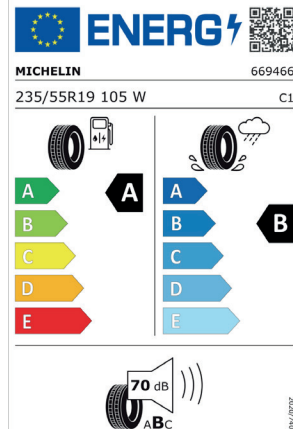 ENERG
MICHELIN 669466
235/55R19 105 W C1
A A
B
C
D
E
A
B B
C
D
E
70 dB
ABC